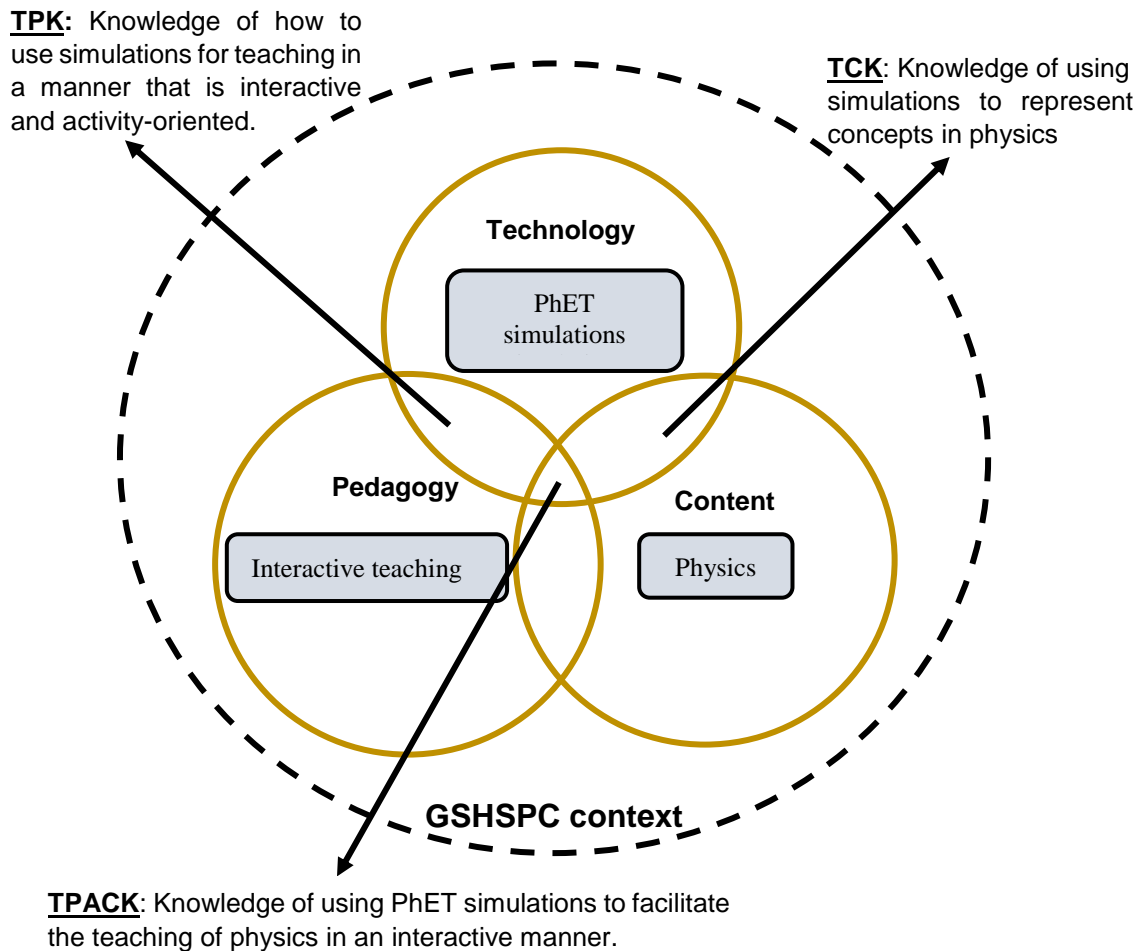 TPK: Knowledge of how to
use simulations for teaching in
a manner that is interactive
and activity-oriented.
TCK: Knowledge of using
simulations to represent
concepts in physics
Technology
PhET
simulations
Pedagogy
Interactive teaching
Content
Physics
GSHSPC context
TPACK: Knowledge of using PhET simulations to facilitate
the teaching of physics in an interactive manner.